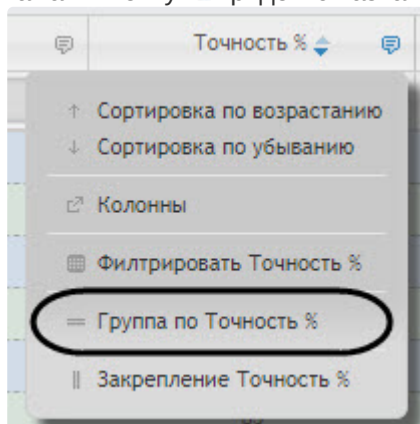 Точность %
Сортировка по возрастанию
Сортировка по убыванию
Колонны
Филтрировать Точность %
Группа по Точность %
Закрепление Точность %